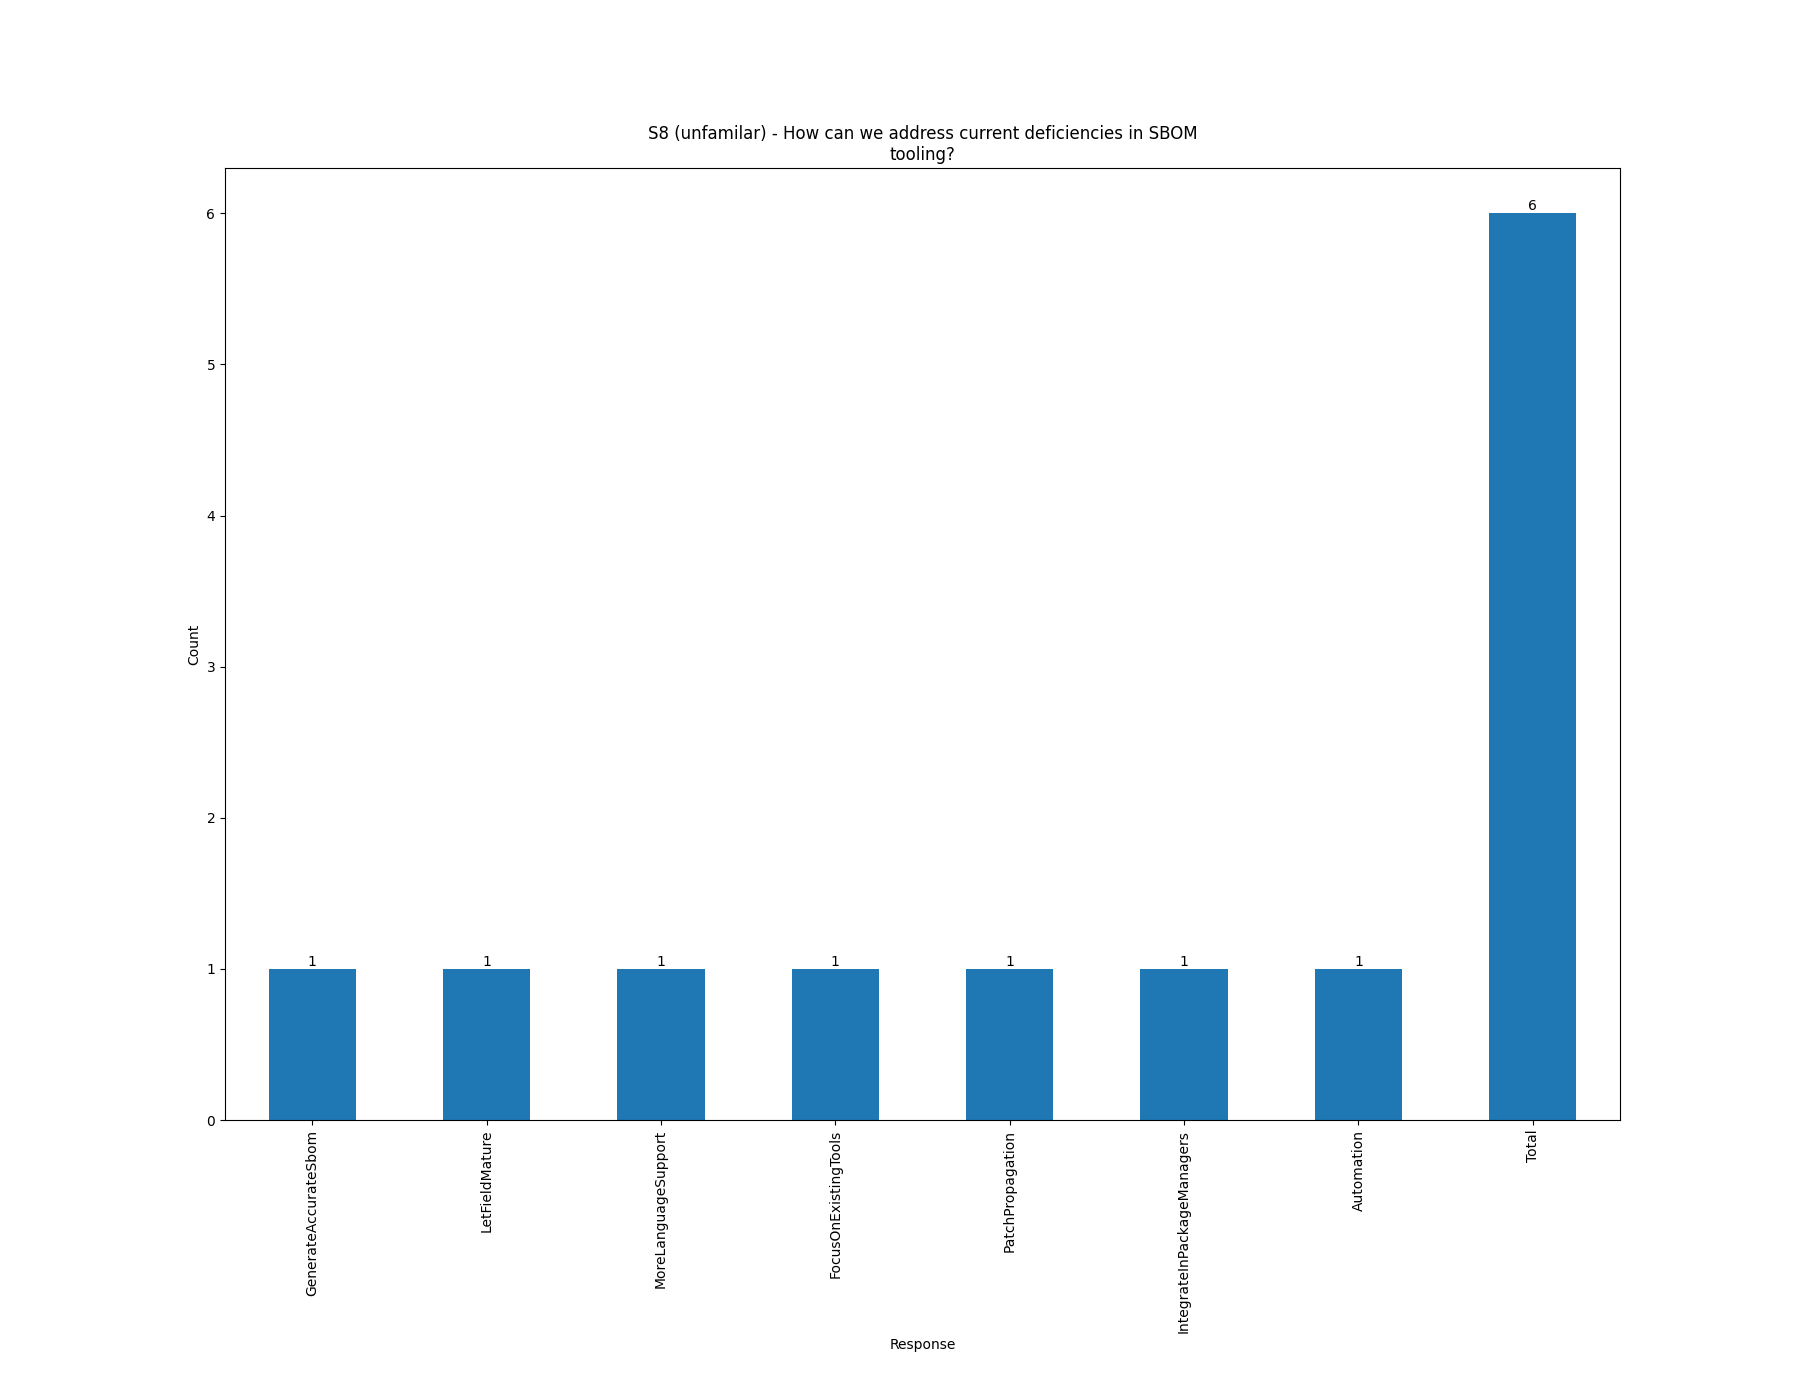 S8 (unfamilar) - How can we address current deficiencies in SBOM
tooling?
6
5
4
3
2
1
0
Count
1
1
1
1
1
1
1
6
GenerateAccurateSbom
LetFieldMature
MoreLanguageSupport
FocusOnExistingTools
PatchPropagation
IntegrateInPackageManagers
Automation
Total
Response